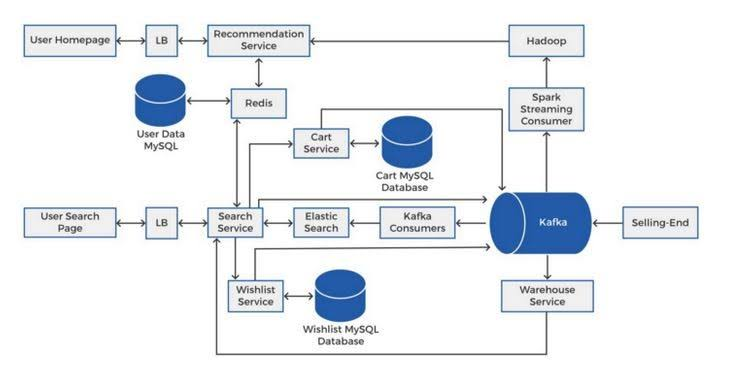 User Homepage
LB
Recommendation
Service
Hadoop
User Data
MySQL
Redis
Spark
Streaming
Consumer
Cart
Service
Cart MySQL
Database
User Search
Page
LB
Search
Service
Elastic
Search
Kafka
Consumers
Kafka
Selling-End
Wishlist
Service
Wishlist MySQL
Database
Warehouse
Service